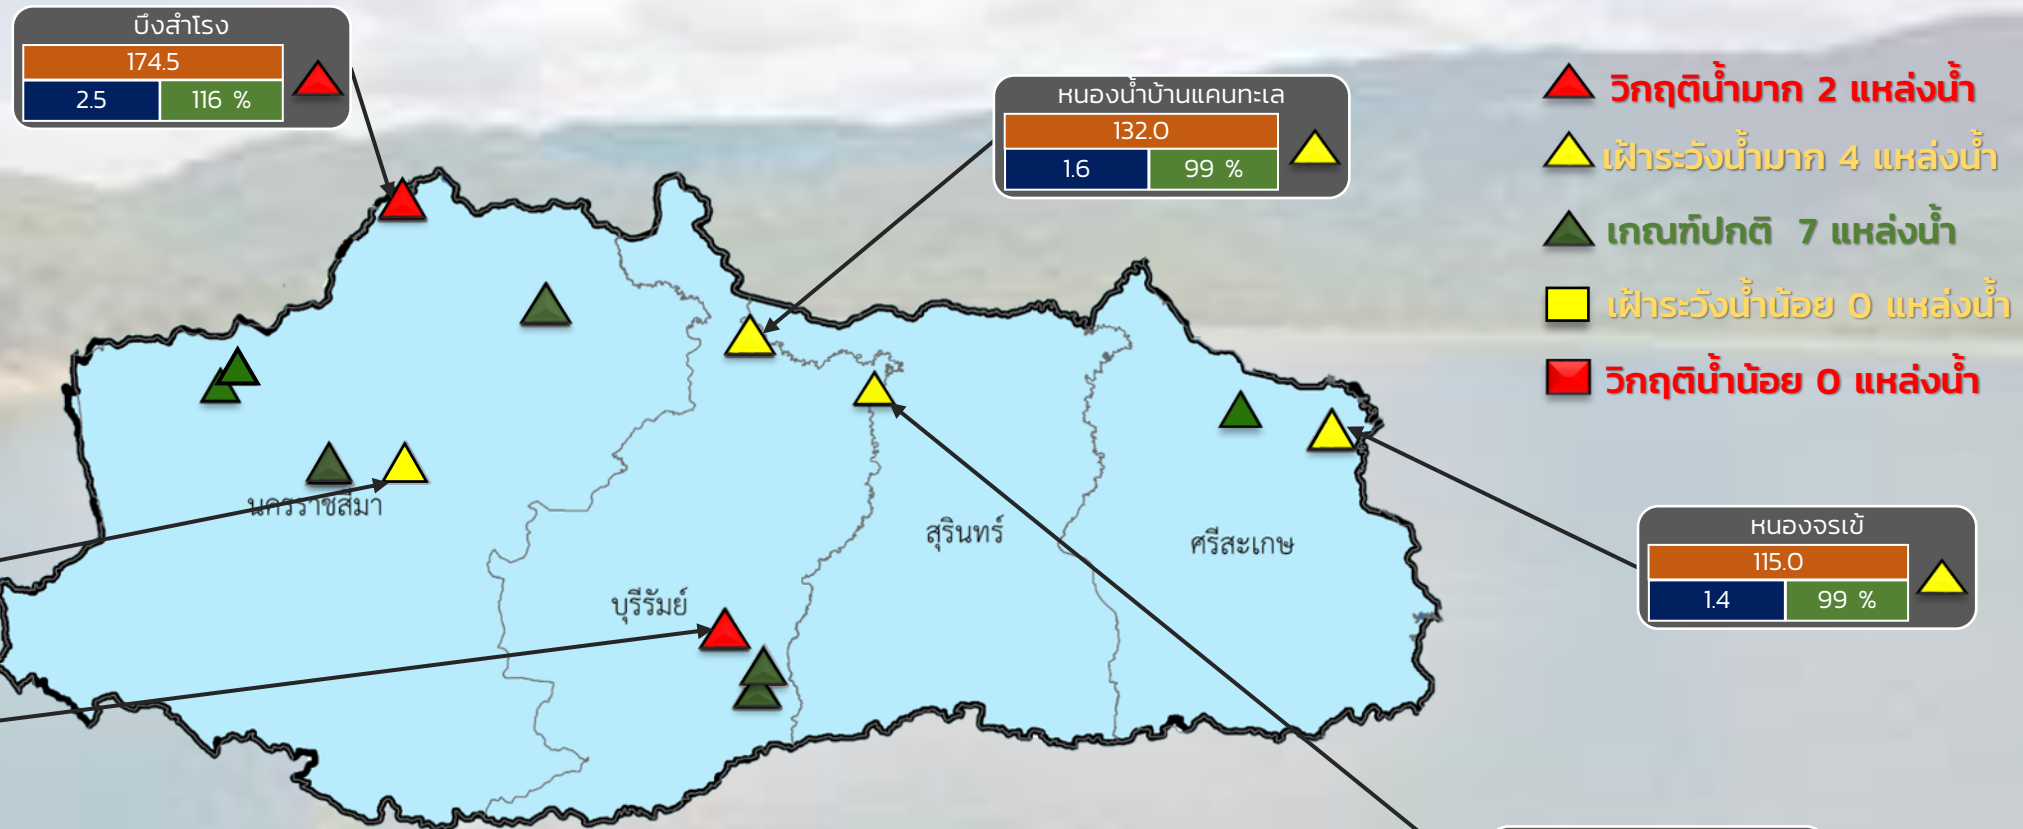 บึงสำโรง
174.5
2.5 116 %
หนองน้ำบ้านแคนทะเล
132.0
1.6 99 %
วิกฤติน้ำมาก 2 แหล่งน้ำ
เฝ้าระวังน้ำมาก 4 แหล่งน้ำ
เกณฑ์ปกติ 7 แหล่งน้ำ
เฝ้าระวังน้ำน้อย 0 แหล่งน้ำ
วิกฤติน้ำน้อย 0 แหล่งน้ำ
นครราชสีมา
สุรินทร์
ศรีสะเกษ
บุรีรัมย์
หนองจรเข้
115.0
1.4 99 %